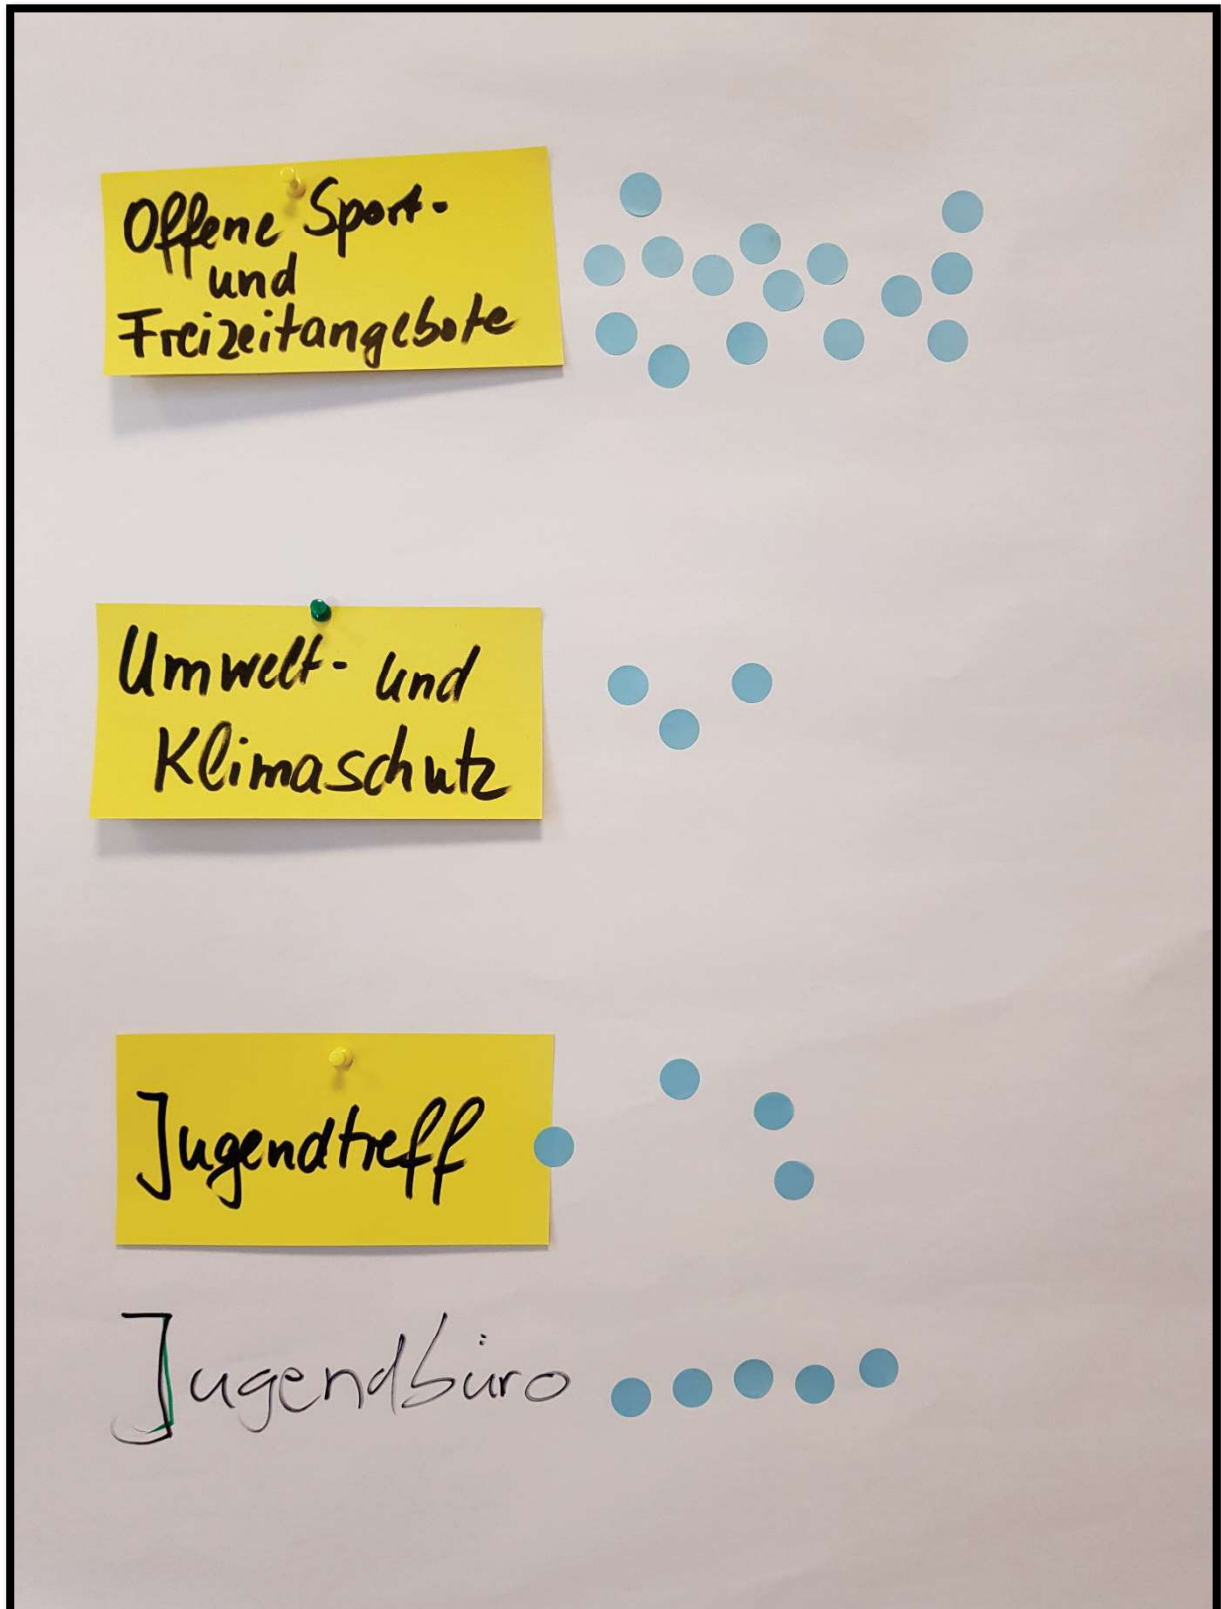 Offene Sport-
und
Freizeitangebote
Umwelt- und
Klimaschutz
Jugendtreff
Jugendbüro